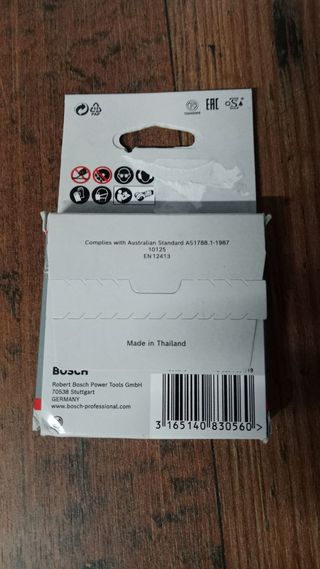 PAP
EAC
Complies with Australian Standard AS1788.1-1987
10125
EN 12413
Made in Thailand
BOSCH
Robert Bosch Power Tools GmbH
70538 Stuttgart
GERMANY
www.bosch-professional.com
3 165140 830560 >